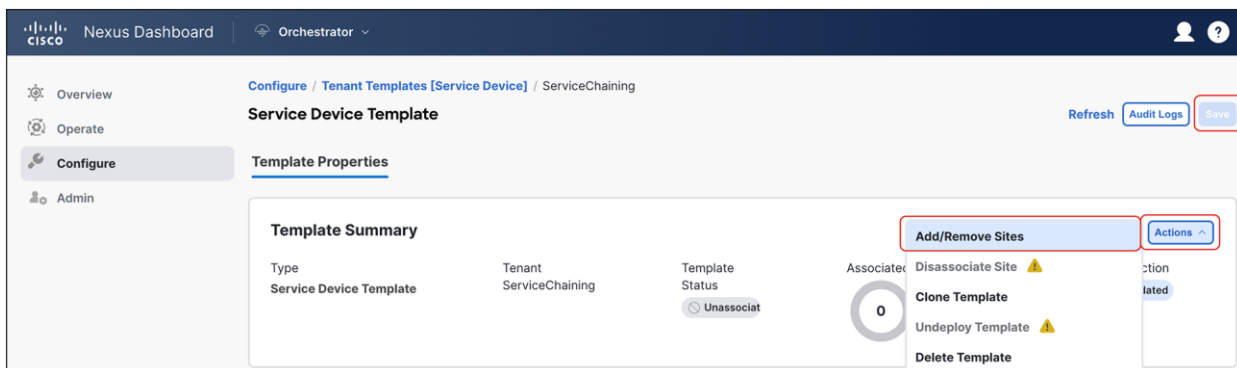 CISCO Nexus Dashboard Orchestrator ?
Overview
Operate
Configure
Admin
Configure / Tenant Templates [Service Device] / ServiceChaining
Service Device Template
Refresh Audit Logs Save
Template Properties
Template Summary
Actions
Add/Remove Sites
Disassociate Site
Clone Template
Undeploy Template
Delete Template
Type
Service Device Template
Tenant
ServiceChaining
Template
Status
Unassociat
Associated
0
ction
lated